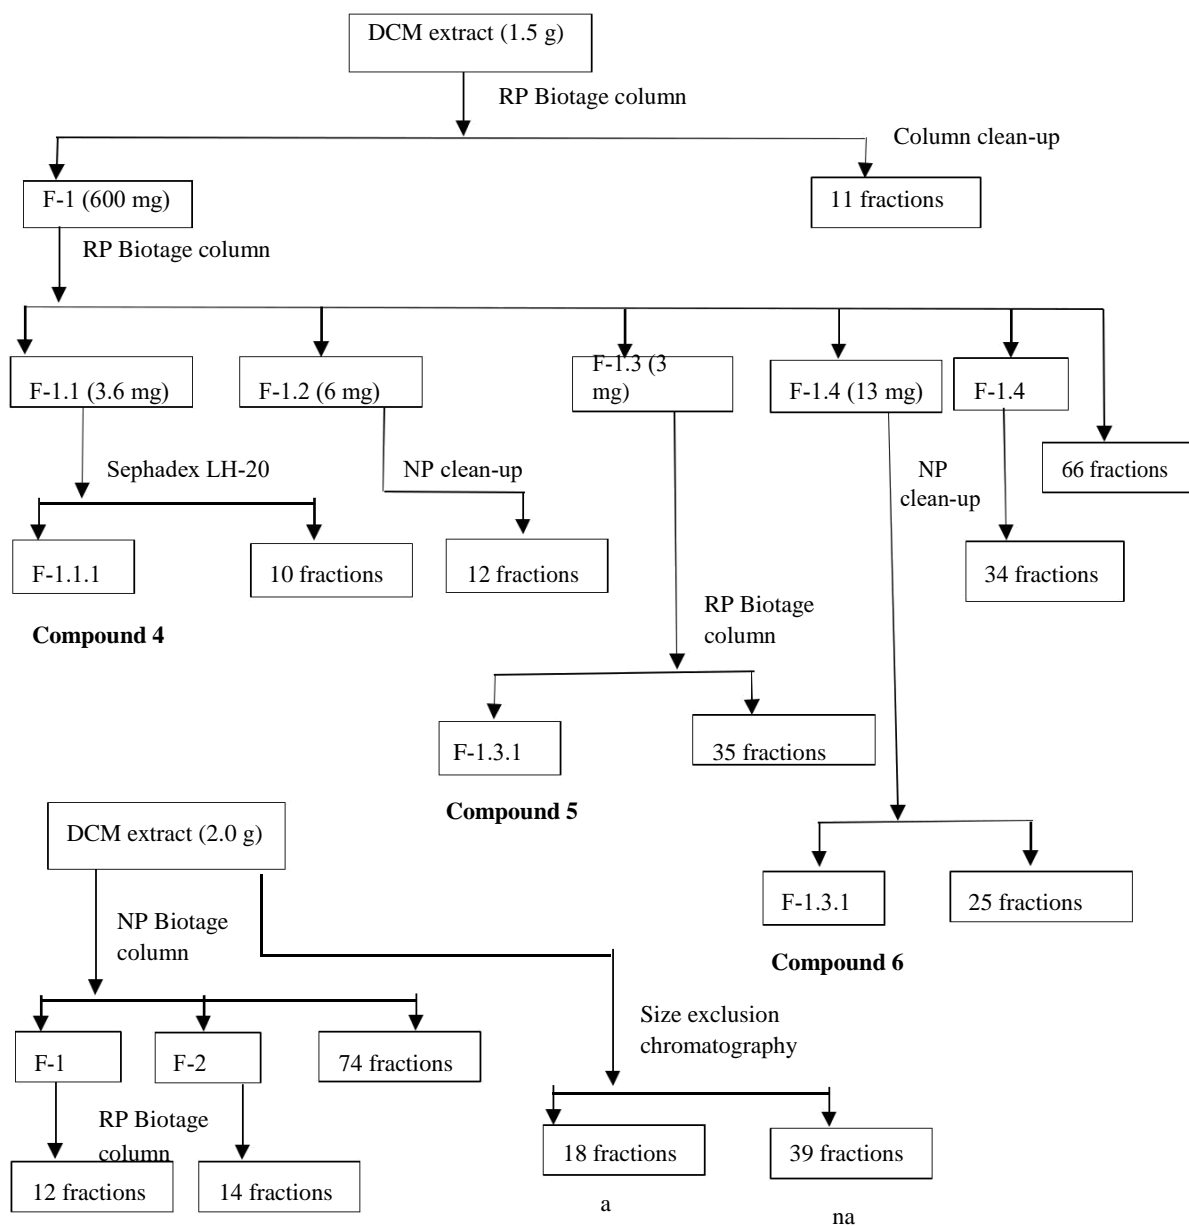 DCM extract (1.5 g)
RP Biotage column
Column clean-up
F-1 (600 mg)
11 fractions
RP Biotage column
F-1.1 (3.6 mg)
F-1.2 (6 mg)
F-1.3 (3
mg)
F-1.4 (13 mg)
F-1.4
66 fractions
Sephadex LH-20
NP clean-up
NP
clean-up
F-1.1.1
10 fractions
12 fractions
34 fractions
Compound 4
RP Biotage
column
F-1.3.1
35 fractions
Compound 5
DCM extract (2.0 g)
F-1.3.1
25 fractions
Compound 6
NP Biotage
column
Size exclusion
chromatography
F-1
F-2
74 fractions
RP Biotage
column
18 fractions
39 fractions
12 fractions
14 fractions
a
na